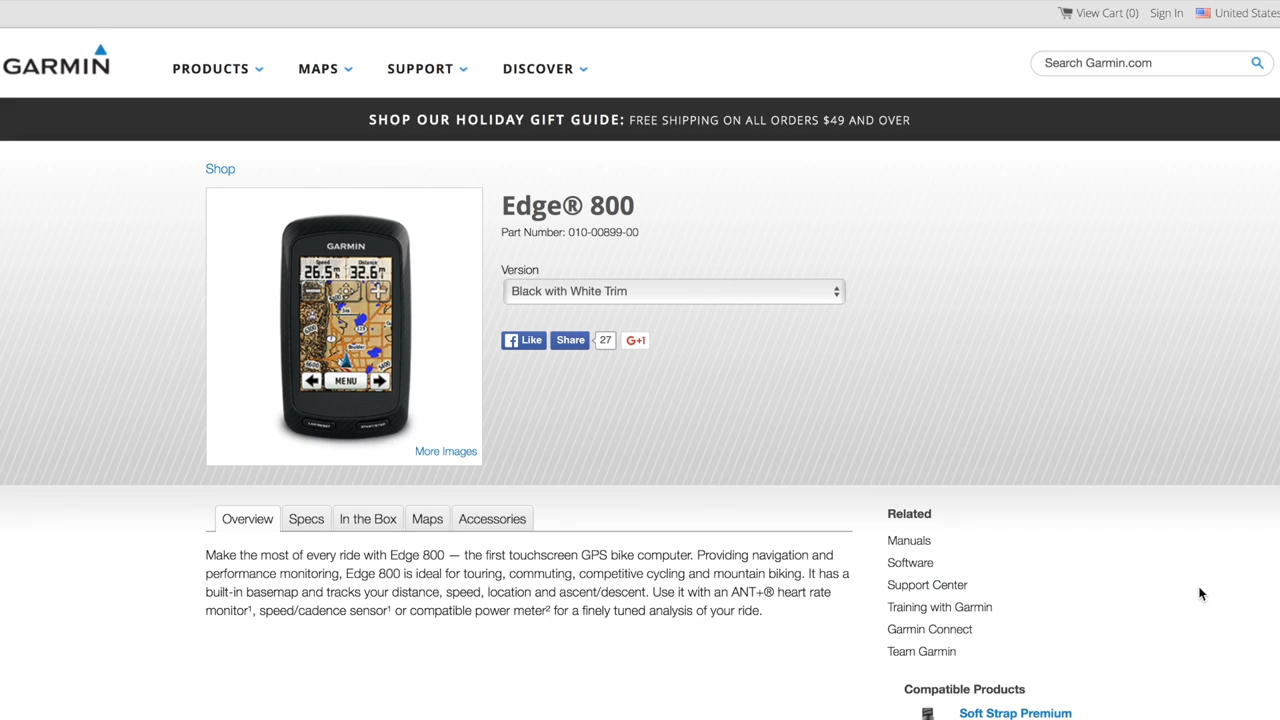 View Cart (0) Sign In United States
GARMIN
PRODUCTS MAPS SUPPORT DISCOVER
Search Garmin.com
SHOP OUR HOLIDAY GIFT GUIDE: FREE SHIPPING ON ALL ORDERS $49 AND OVER
Shop
GARMIN
Speed Distance
26.5 32.6
Boulder
MENU
LAP/RESET START/STOP
More Images
Edge® 800
Part Number: 010-00899-00
Version
Black with White Trim
Like Share 27 G+1
Overview Specs In the Box Maps Accessories
Make the most of every ride with Edge 800 — the first touchscreen GPS bike computer. Providing navigation and
performance monitoring, Edge 800 is ideal for touring, commuting, competitive cycling and mountain biking. It has a
built-in basemap and tracks your distance, speed, location and ascent/descent. Use it with an ANT+® heart rate
monitor¹, speed/cadence sensor¹ or compatible power meter² for a finely tuned analysis of your ride.
Related
Manuals
Software
Support Center
Training with Garmin
Garmin Connect
Team Garmin
Compatible Products
Soft Strap Premium